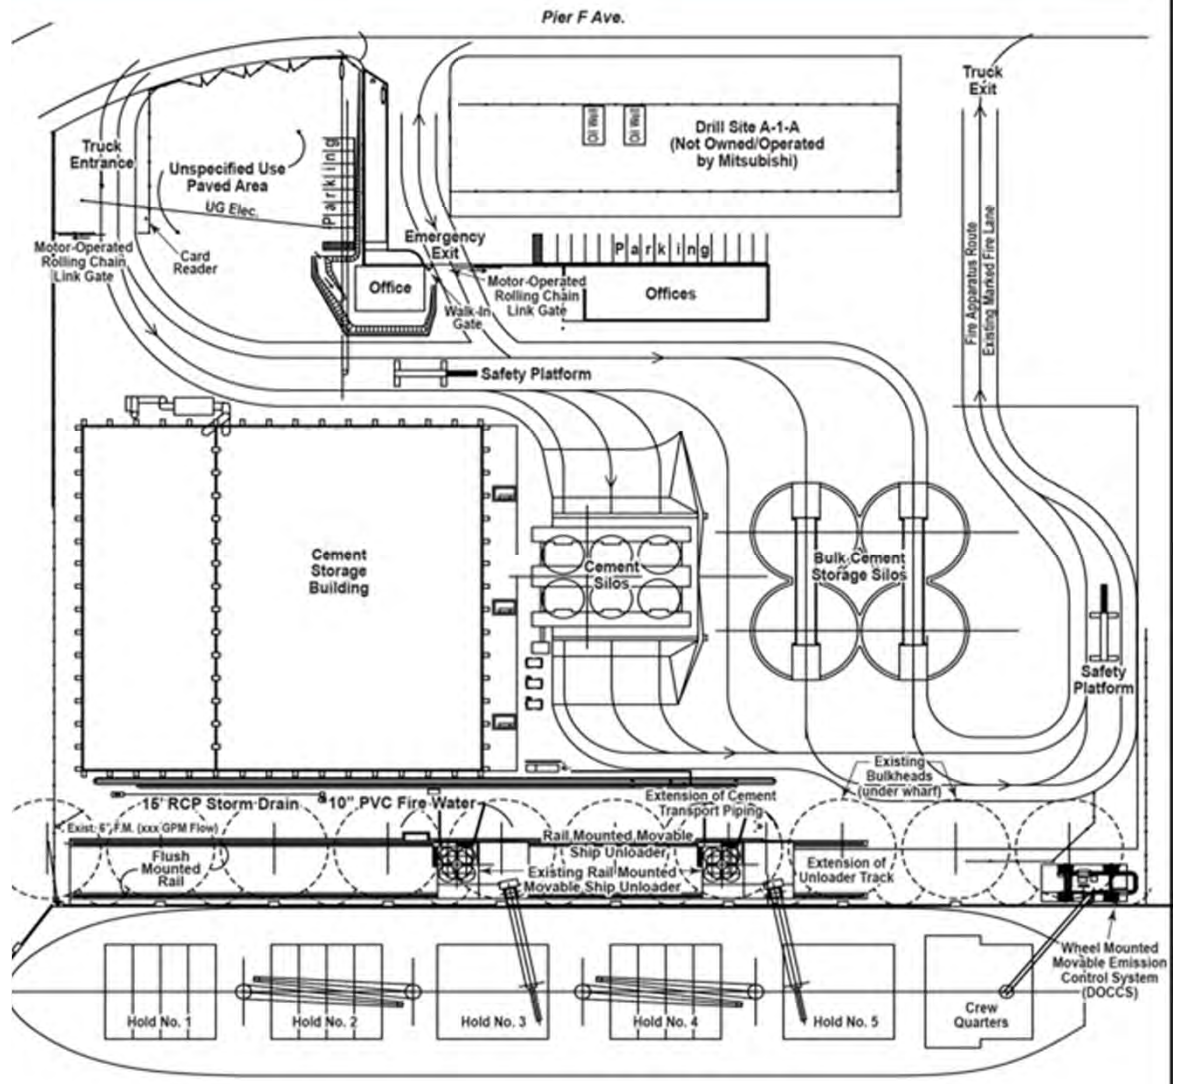 Pier F Ave.
Truck
Exit
Oil Well
Oil Well
Drill Site A-1-A
(Not Owned/Operated
by Mitsubishi)
Truck
Entrance
Unspecified Use
Paved Area
Parking
UG Elec.
Motor-Operated
Rolling Chain
Link Gate
Card
Reader
Emergency
Exit
Parking
Office
Motor-Operated
Rolling Chain
Link Gate
Walk-In
Gate
Offices
Fire Apparatus Route
Existing Marked Fire Lane
Safety Platform
Cement
Storage
Building
Cement
Silos
Bulk Cement
Storage Silos
Safety
Platform
Existing
Bulkheads
(under wharf)
15' RCP Storm Drain
10" PVC Fire Water
Extension of Cement
Transport Piping
Exist. 6" F.M. (xxx GPM Flow)
Rail Mounted Movable
Ship Unloader
Flush
Mounted
Rail
Existing Rail Mounted
Movable Ship Unloader
Extension of
Unloader Track
Wheel Mounted
Movable Emission
Control System
(DOCCS)
Hold No. 1
Hold No. 2
Hold No. 3
Hold No. 4
Hold No. 5
Crew
Quarters